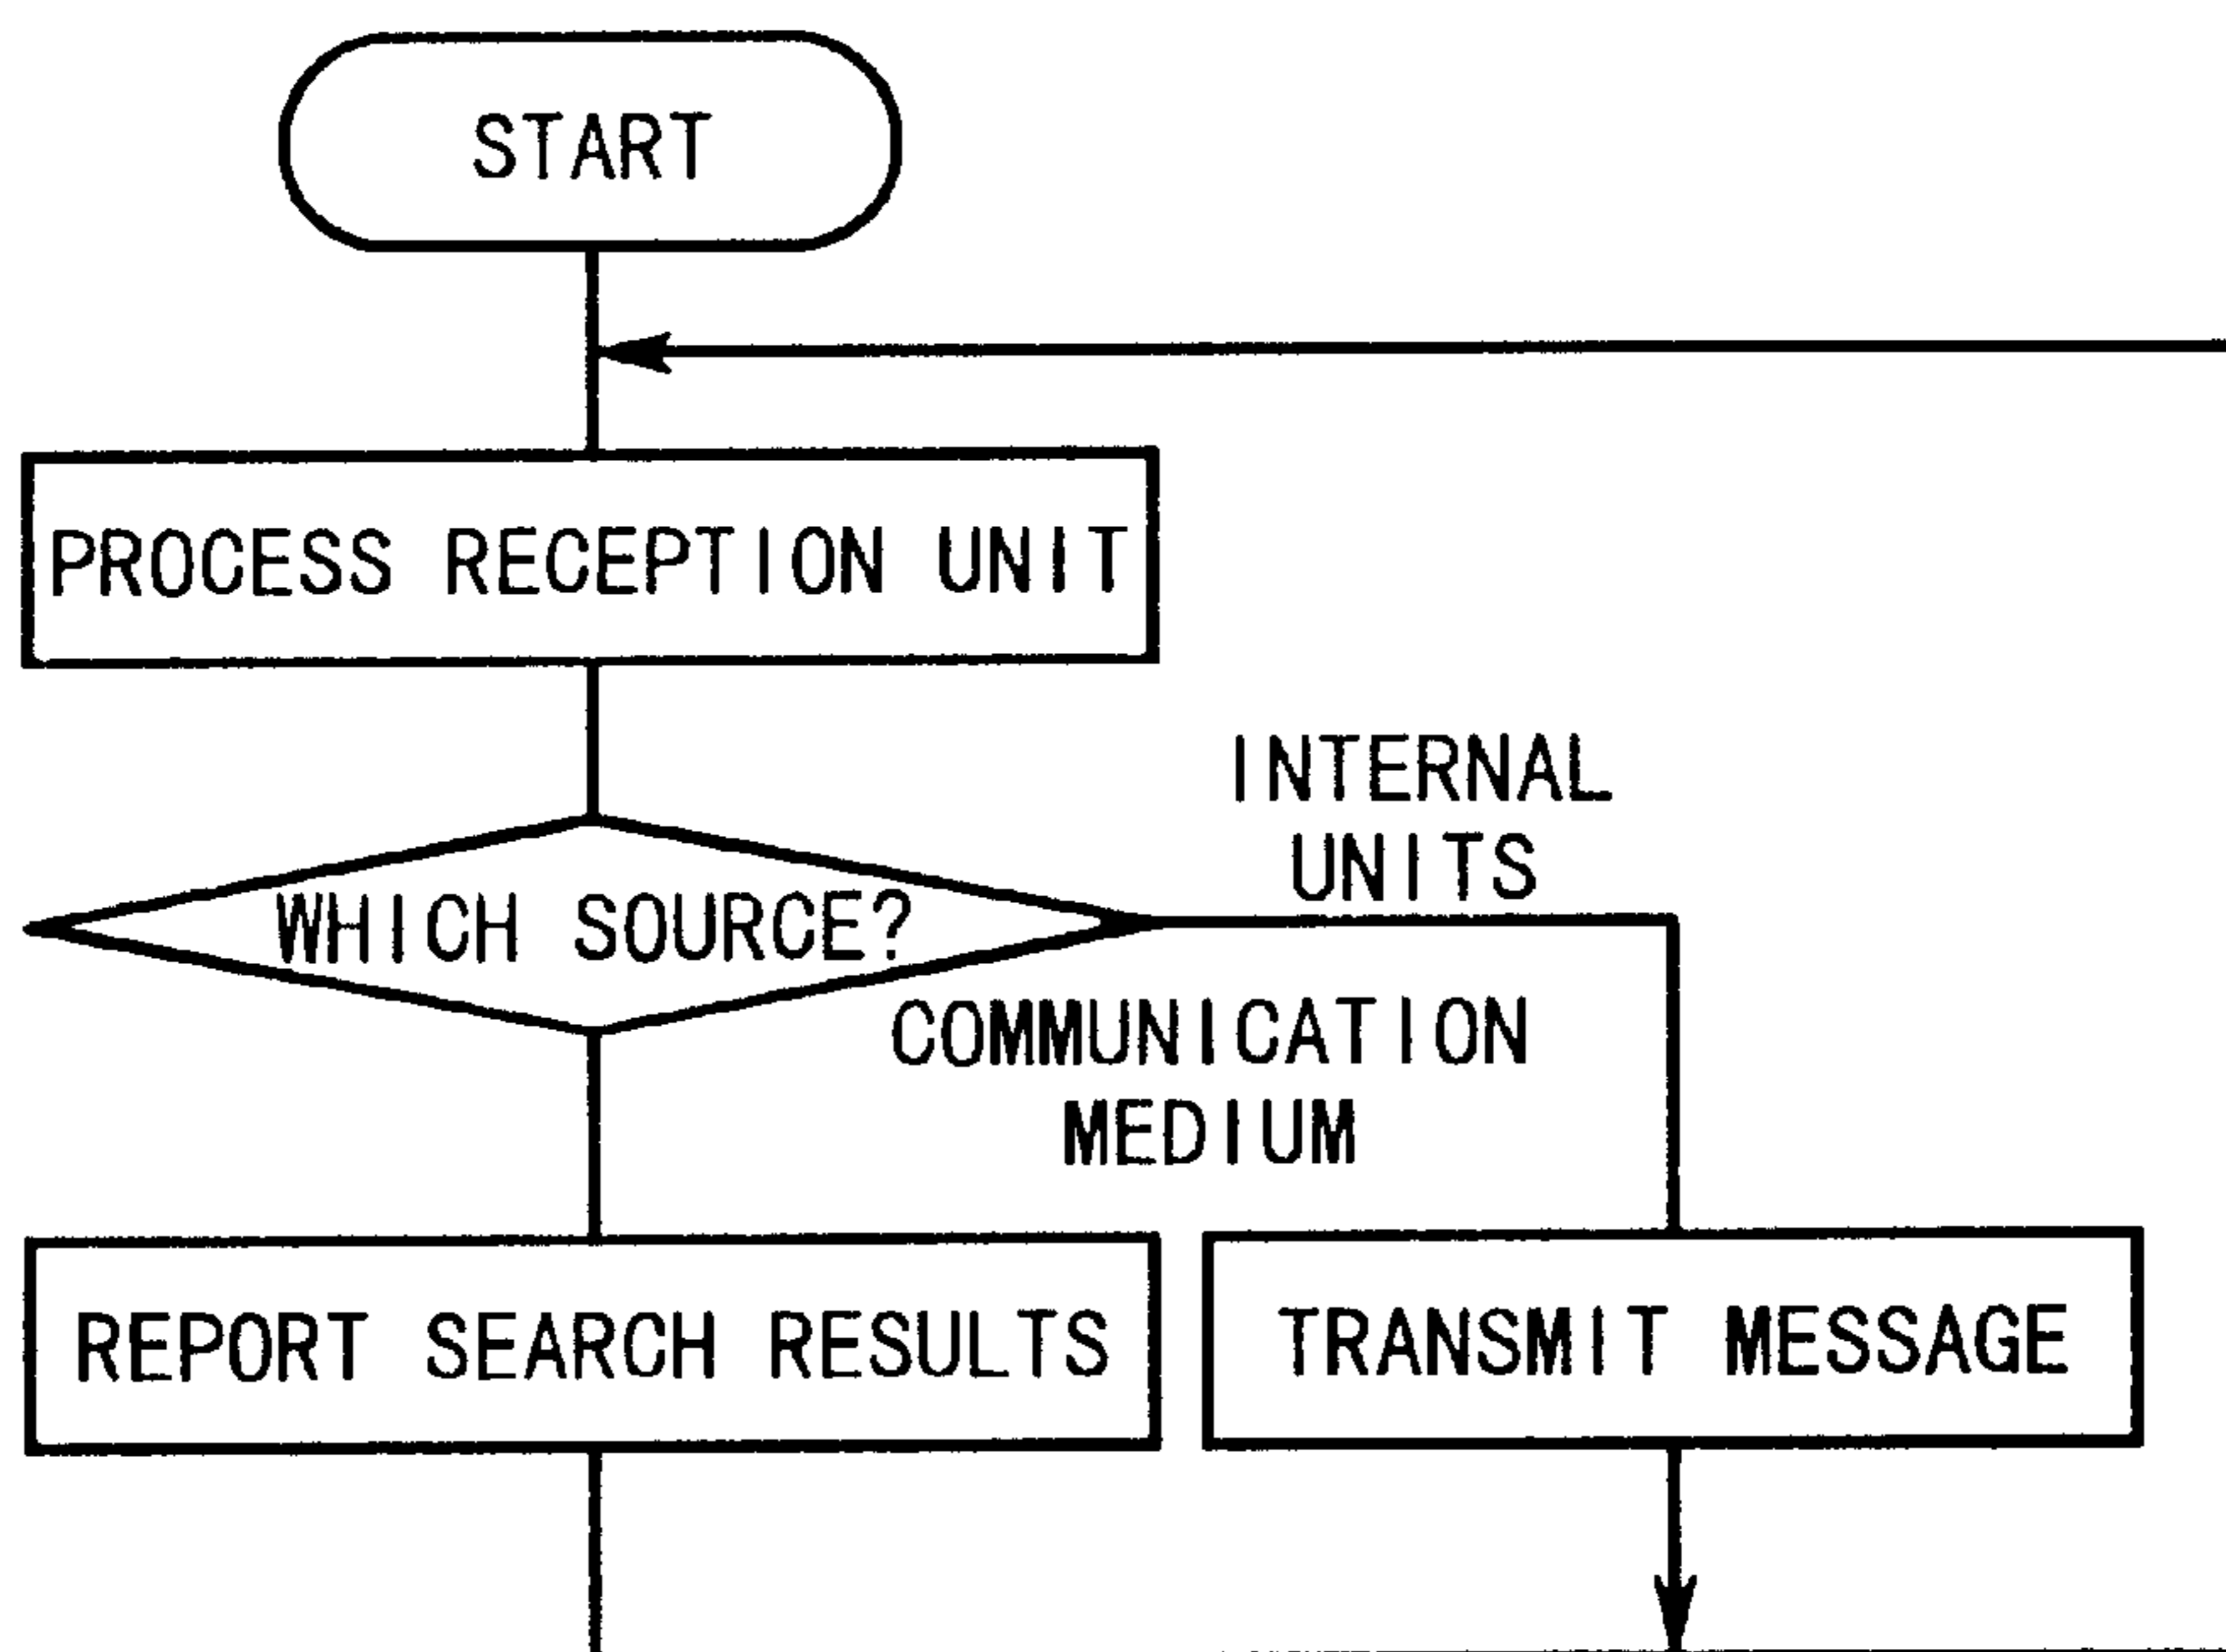 START
PROCESS RECEPTION UNIT
INTERNAL
UNITS
WHICH SOURCE?
COMMUNICATION
MEDIUM
REPORT SEARCH RESULTS
TRANSMIT MESSAGE